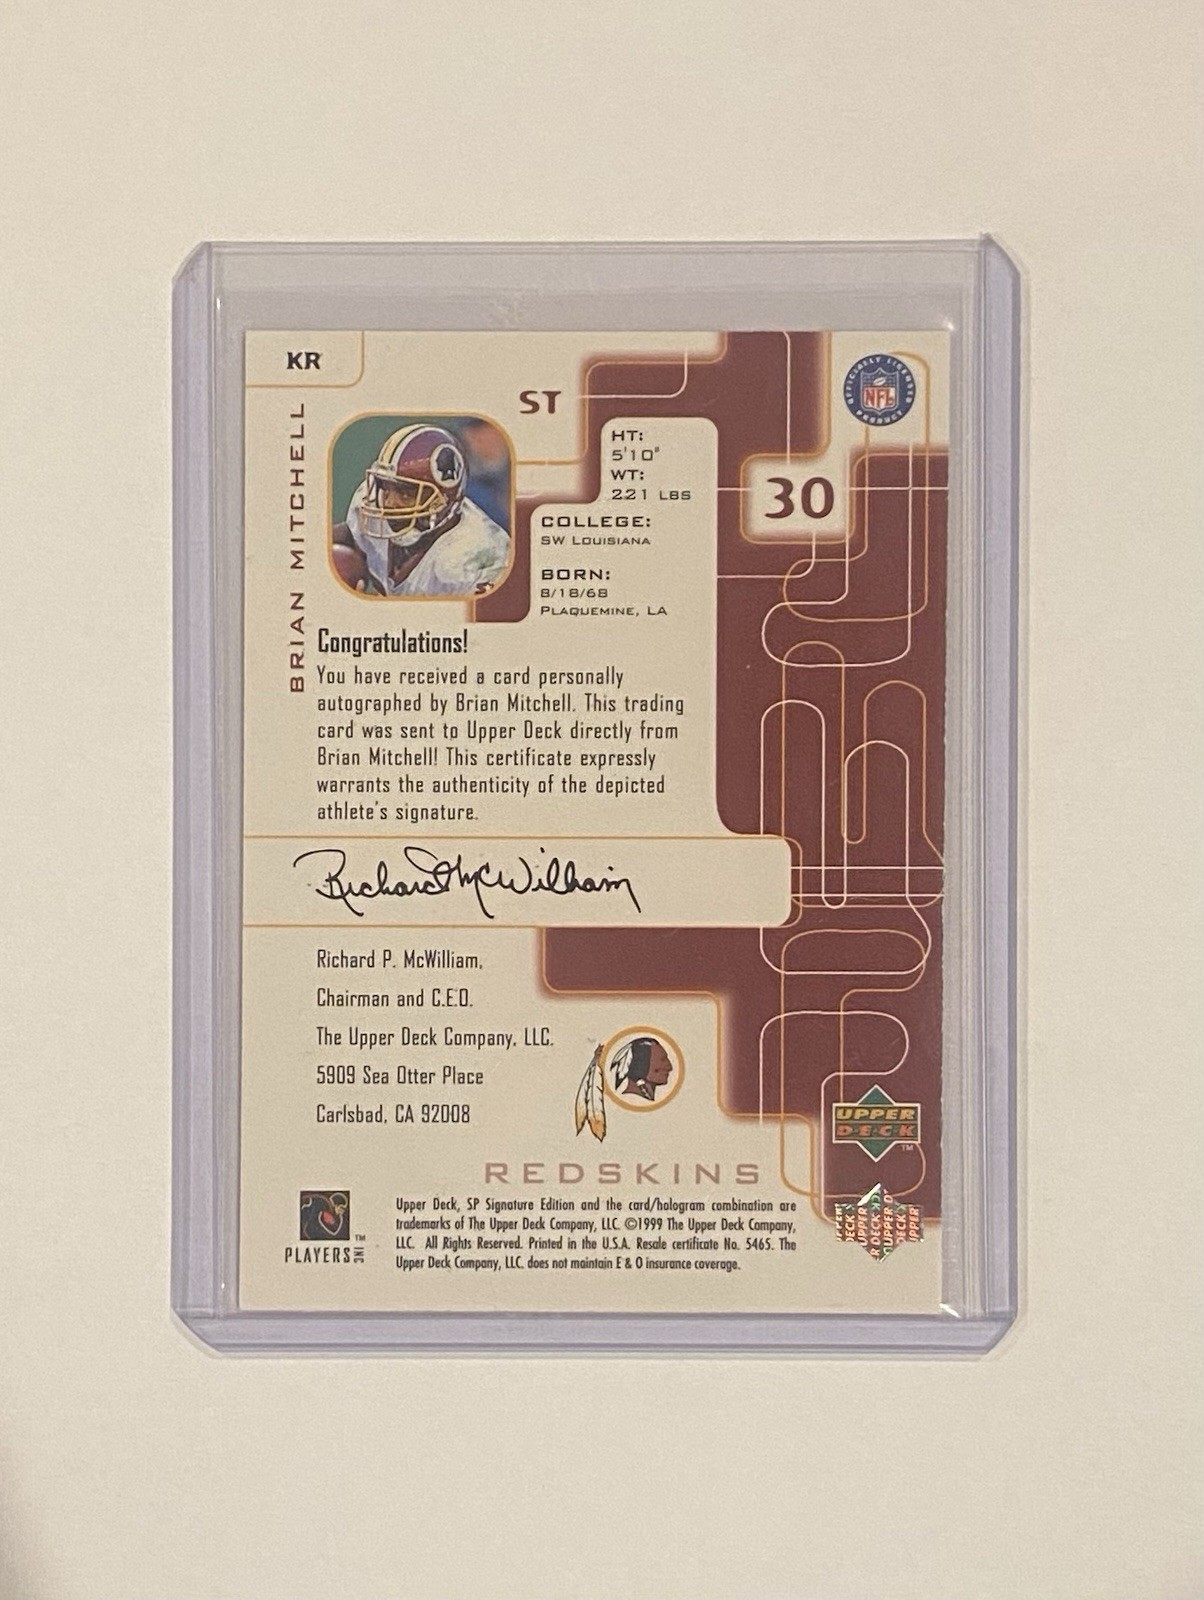 KR
ST
BRIAN MITCHELL
HT:
5'10"
WT:
221 LBS
COLLEGE:
SW LOUISIANA
BORN:
8/18/68
PLAQUEMINE, LA
OFFICIALLY LICENSED
NFL
PRODUCT
30
Congratulations!
You have received a card personally
autographed by Brian Mitchell. This trading
card was sent to Upper Deck directly from
Brian Mitchell! This certificate expressly
warrants the authenticity of the depicted
athlete's signature.
Richard McWilliam
Richard P. McWilliam,
Chairman and C.E.O.
The Upper Deck Company, LLC.
5909 Sea Otter Place
Carlsbad, CA 92008
REDSKINS
UPPER
DECK
TM
PLAYERS INC TM
Upper Deck, SP Signature Edition and the card/hologram combination are
trademarks of The Upper Deck Company, LLC. ©1999 The Upper Deck Company,
LLC. All Rights Reserved. Printed in the U.S.A. Resale certificate No. 5465. The
Upper Deck Company, LLC. does not maintain E & O insurance coverage.